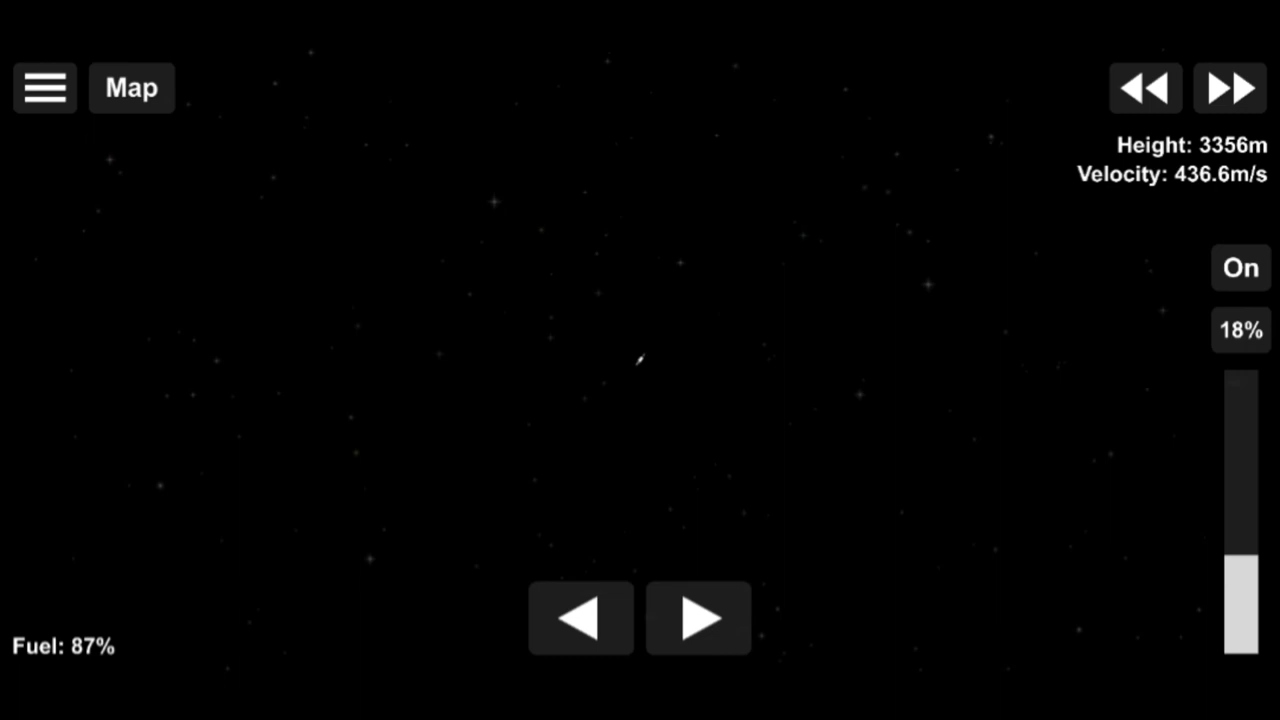 Map
Height: 3356m
Velocity: 436.6m/s
On
18%
Fuel: 87%